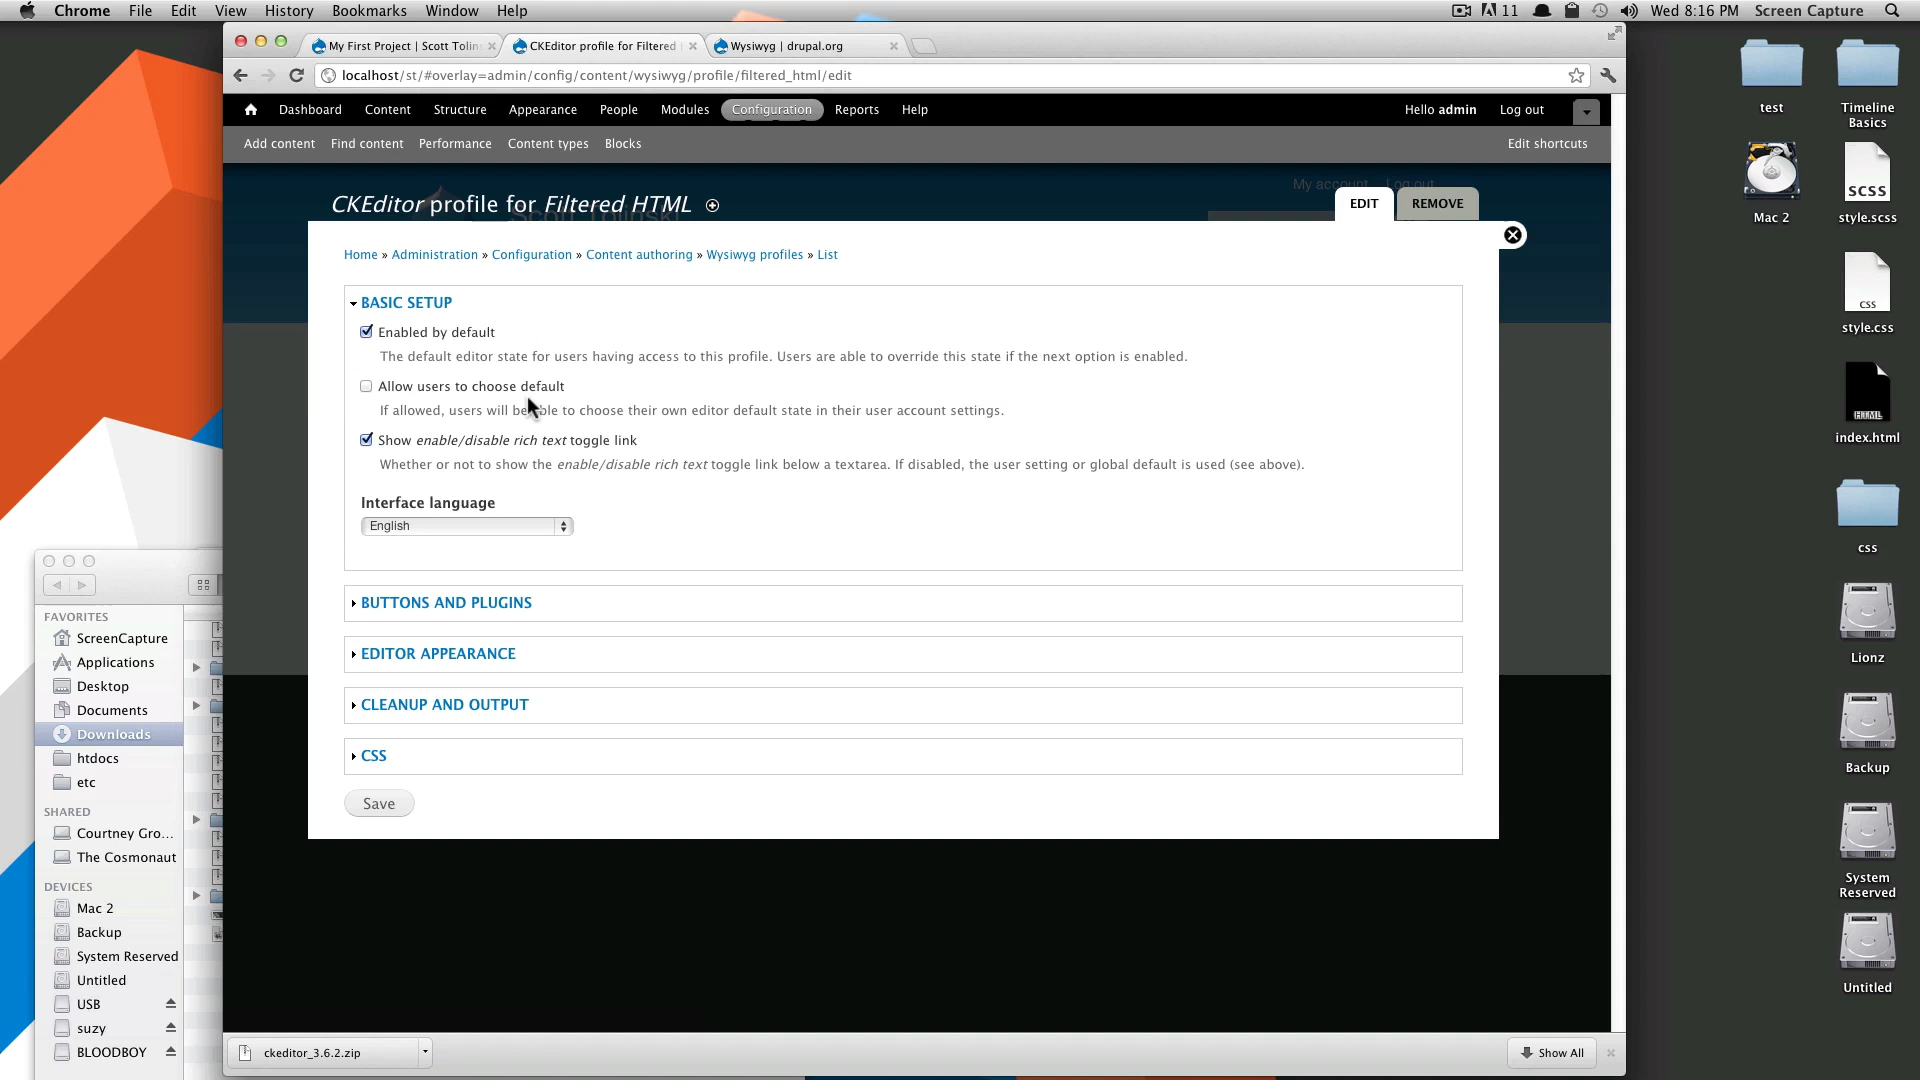 Chrome File Edit View History Bookmarks Window Help
11 Wed 8:16 PM Screen Capture
My First Project | Scott Tolins
CKEditor profile for Filtered
Wysiwyg | drupal.org
localhost/st/#overlay=admin/config/content/wysiwyg/profile/filtered_html/edit
Dashboard Content Structure Appearance People Modules Configuration Reports Help
Hello admin Log out
Add content Find content Performance Content types Blocks
Edit shortcuts
My account Log out
CKEditor profile for Filtered HTML
EDIT REMOVE
Home » Administration » Configuration » Content authoring » Wysiwyg profiles » List
BASIC SETUP
Enabled by default
The default editor state for users having access to this profile. Users are able to override this state if the next option is enabled.
Allow users to choose default
If allowed, users will be able to choose their own editor default state in their user account settings.
Show enable/disable rich text toggle link
Whether or not to show the enable/disable rich text toggle link below a textarea. If disabled, the user setting or global default is used (see above).
Interface language
English
BUTTONS AND PLUGINS
EDITOR APPEARANCE
CLEANUP AND OUTPUT
CSS
Save
ckeditor_3.6.2.zip
Show All
FAVORITES
ScreenCapture
Applications
Desktop
Documents
Downloads
htdocs
etc
SHARED
Courtney Gro...
The Cosmonaut
DEVICES
Mac 2
Backup
System Reserved
Untitled
USB
suzy
BLOODBOY
test
Timeline
Basics
Mac 2
SCSS
style.scss
css
style.css
HTML
index.html
css
Lionz
Backup
System
Reserved
Untitled